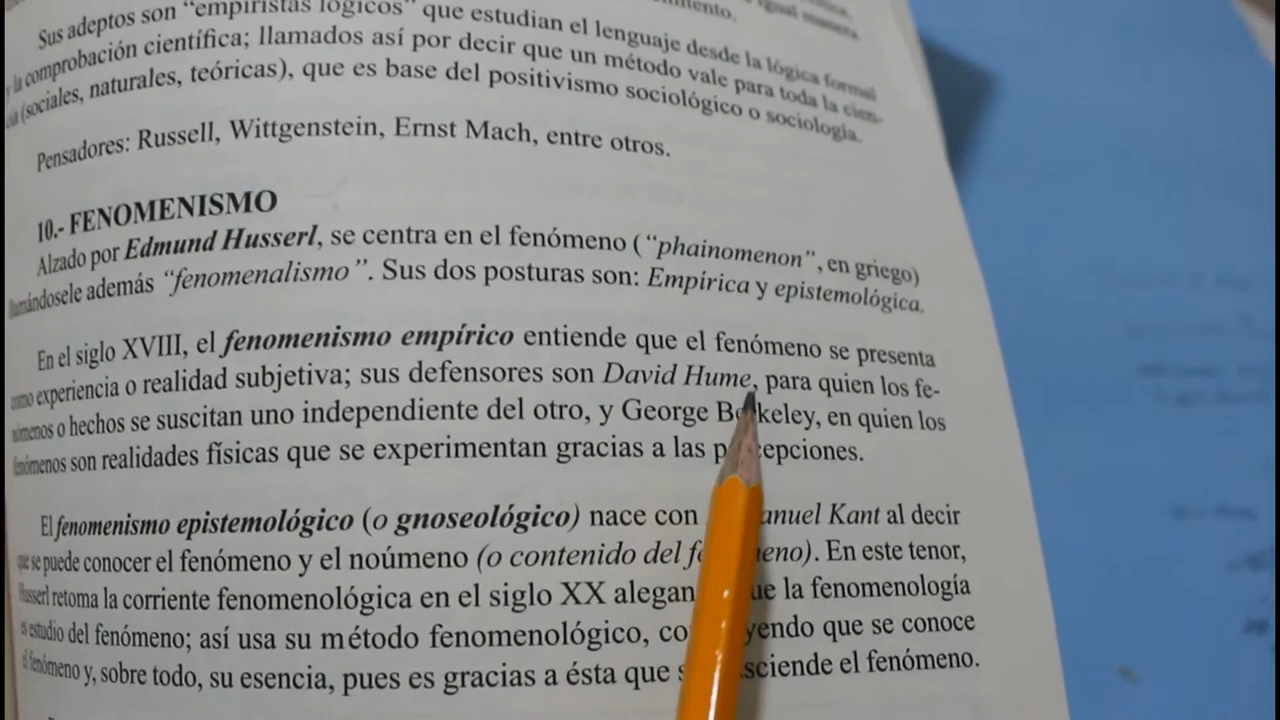 igual manera
Sus adeptos son “empiristas lógicos” que estudian el lenguaje desde la lógica formal
y la comprobación científica; llamados así por decir que un método vale para toda la cien-
cia (sociales, naturales, teóricas), que es base del positivismo sociológico o sociología.
Pensadores: Russell, Wittgenstein, Ernst Mach, entre otros.
10.- FENOMENISMO
Alzado por Edmund Husserl, se centra en el fenómeno (“phainomenon”, en griego)
llamándosele además “fenomenalismo”. Sus dos posturas son: Empírica y epistemológica.
En el siglo XVIII, el fenomenismo empírico entiende que el fenómeno se presenta
como experiencia o realidad subjetiva; sus defensores son David Hume, para quien los fe-
nómenos o hechos se suscitan uno independiente del otro, y George Berkeley, en quien los
fenómenos son realidades físicas que se experimentan gracias a las percepciones.
El fenomenismo epistemológico (o gnoseológico) nace con anuel Kant al decir
que se puede conocer el fenómeno y el noúmeno (o contenido del fenómeno). En este tenor,
Husserl retoma la corriente fenomenológica en el siglo XX alegan ue la fenomenología
es estudio del fenómeno; así usa su método fenomenológico, co yendo que se conoce
el fenómeno y, sobre todo, su esencia, pues es gracias a ésta que sciende el fenómeno.